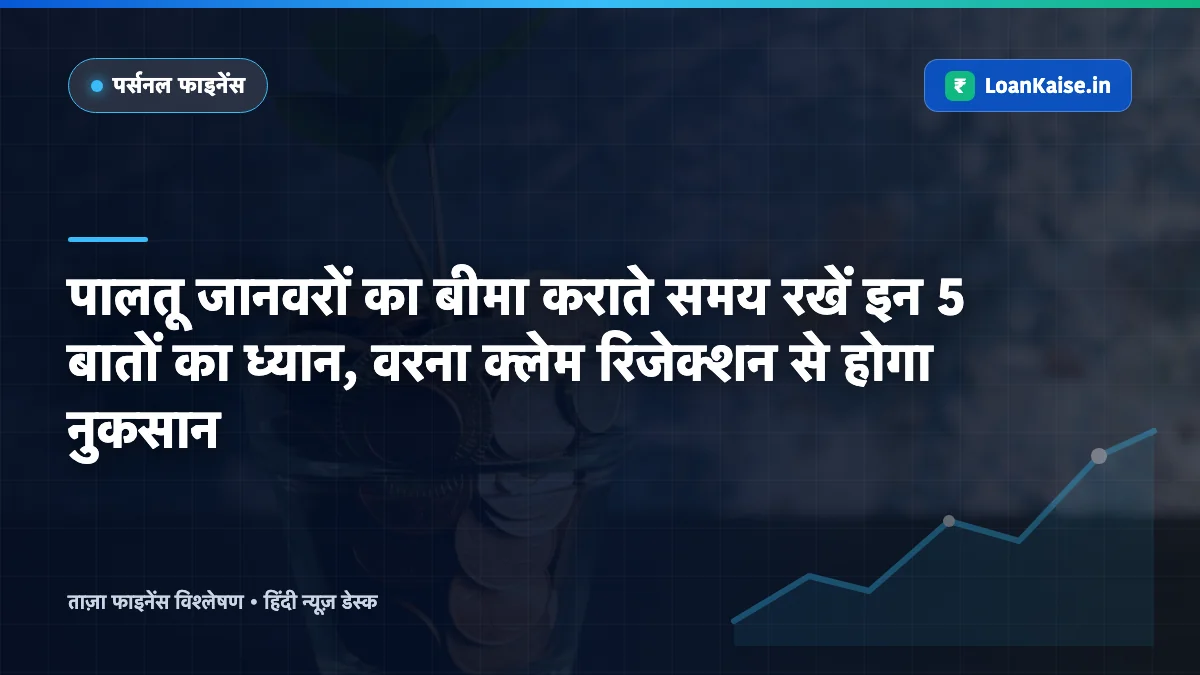 पर्सनल फाइनेंस
₹ LoanKaise.in
पालतू जानवरों का बीमा कराते समय रखें इन 5
बातों का ध्यान, वरना क्लेम रिजेक्शन से होगा
नुकसान
ताज़ा फाइनेंस विश्लेषण • हिंदी न्यूज़ डेस्क